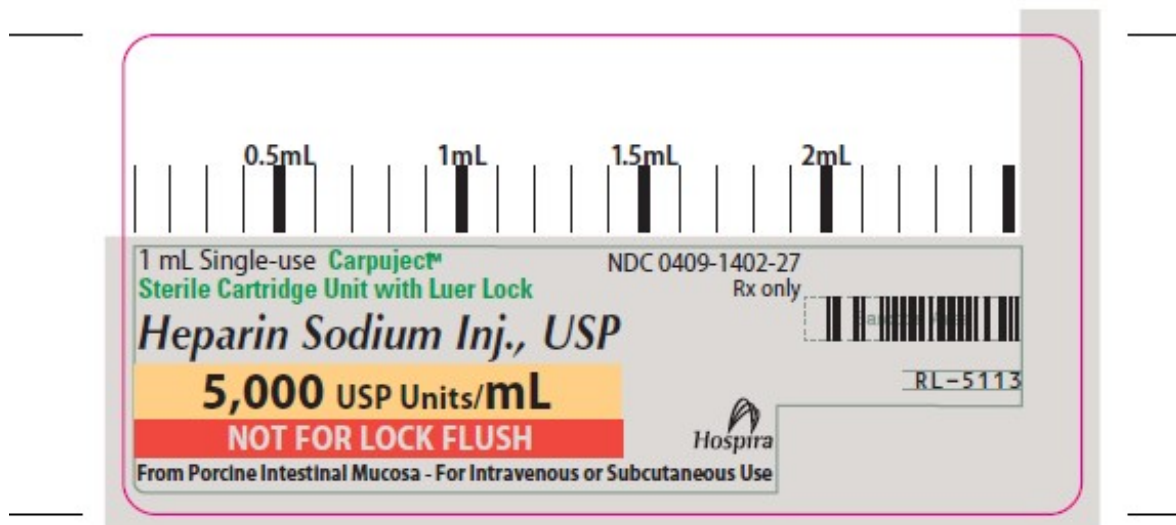 0.5mL 1mL 1.5mL 2mL
1 mL Single-use Carpuject™ NDC 0409-1402-27
Sterile Cartridge Unit with Luer Lock Rx only
Heparin Sodium Inj., USP
RL-5113
5,000 USP Units/mL
NOT FOR LOCK FLUSH
Hospira
From Porcine Intestinal Mucosa - For Intravenous or Subcutaneous Use